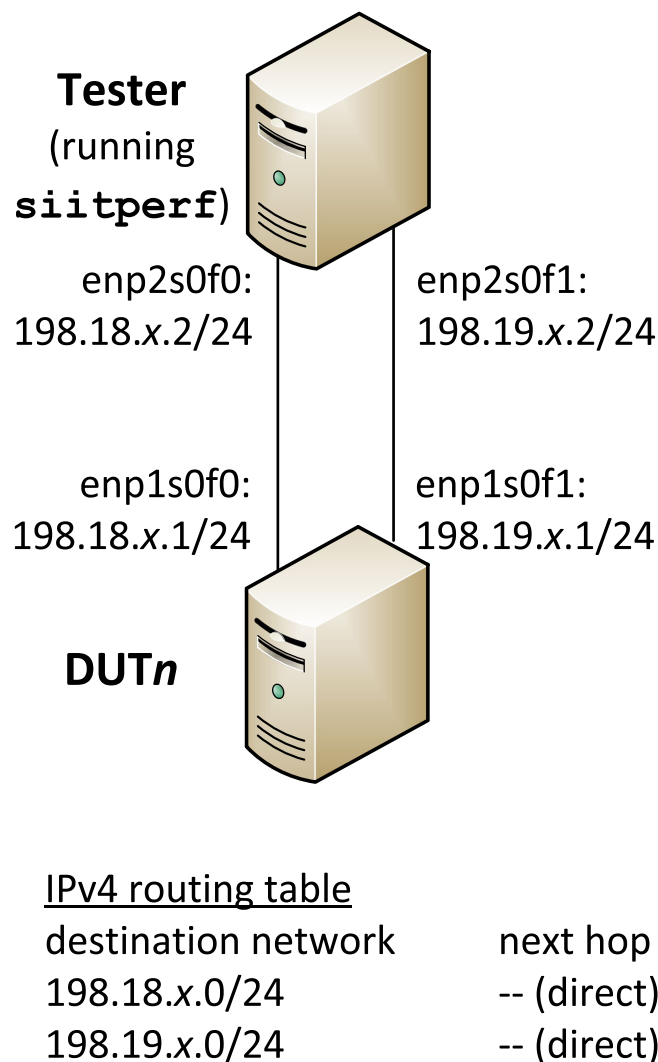 Tester
(running
siitperf)
enp2s0f0:
198.18.x.2/24
enp2s0f1:
198.19.x.2/24
enp1s0f0:
198.18.x.1/24
enp1s0f1:
198.19.x.1/24
DUTn
IPv4 routing table
destination network next hop
198.18.x.0/24 -- (direct)
198.19.x.0/24 -- (direct)